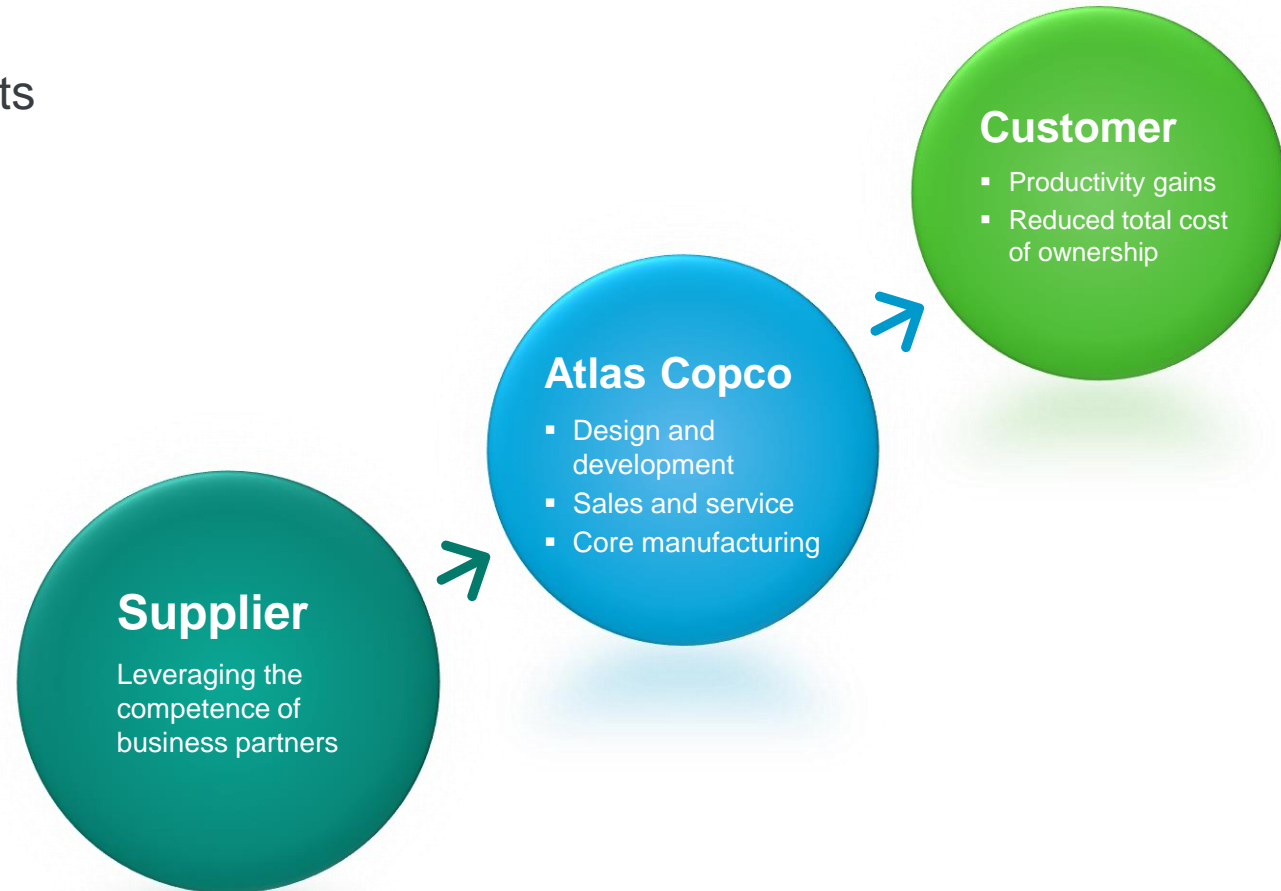 ts
Customer
▪ Productivity gains
▪ Reduced total cost
of ownership
Atlas Copco
▪ Design and
development
▪ Sales and service
▪ Core manufacturing
Supplier
Leveraging the
competence of
business partners